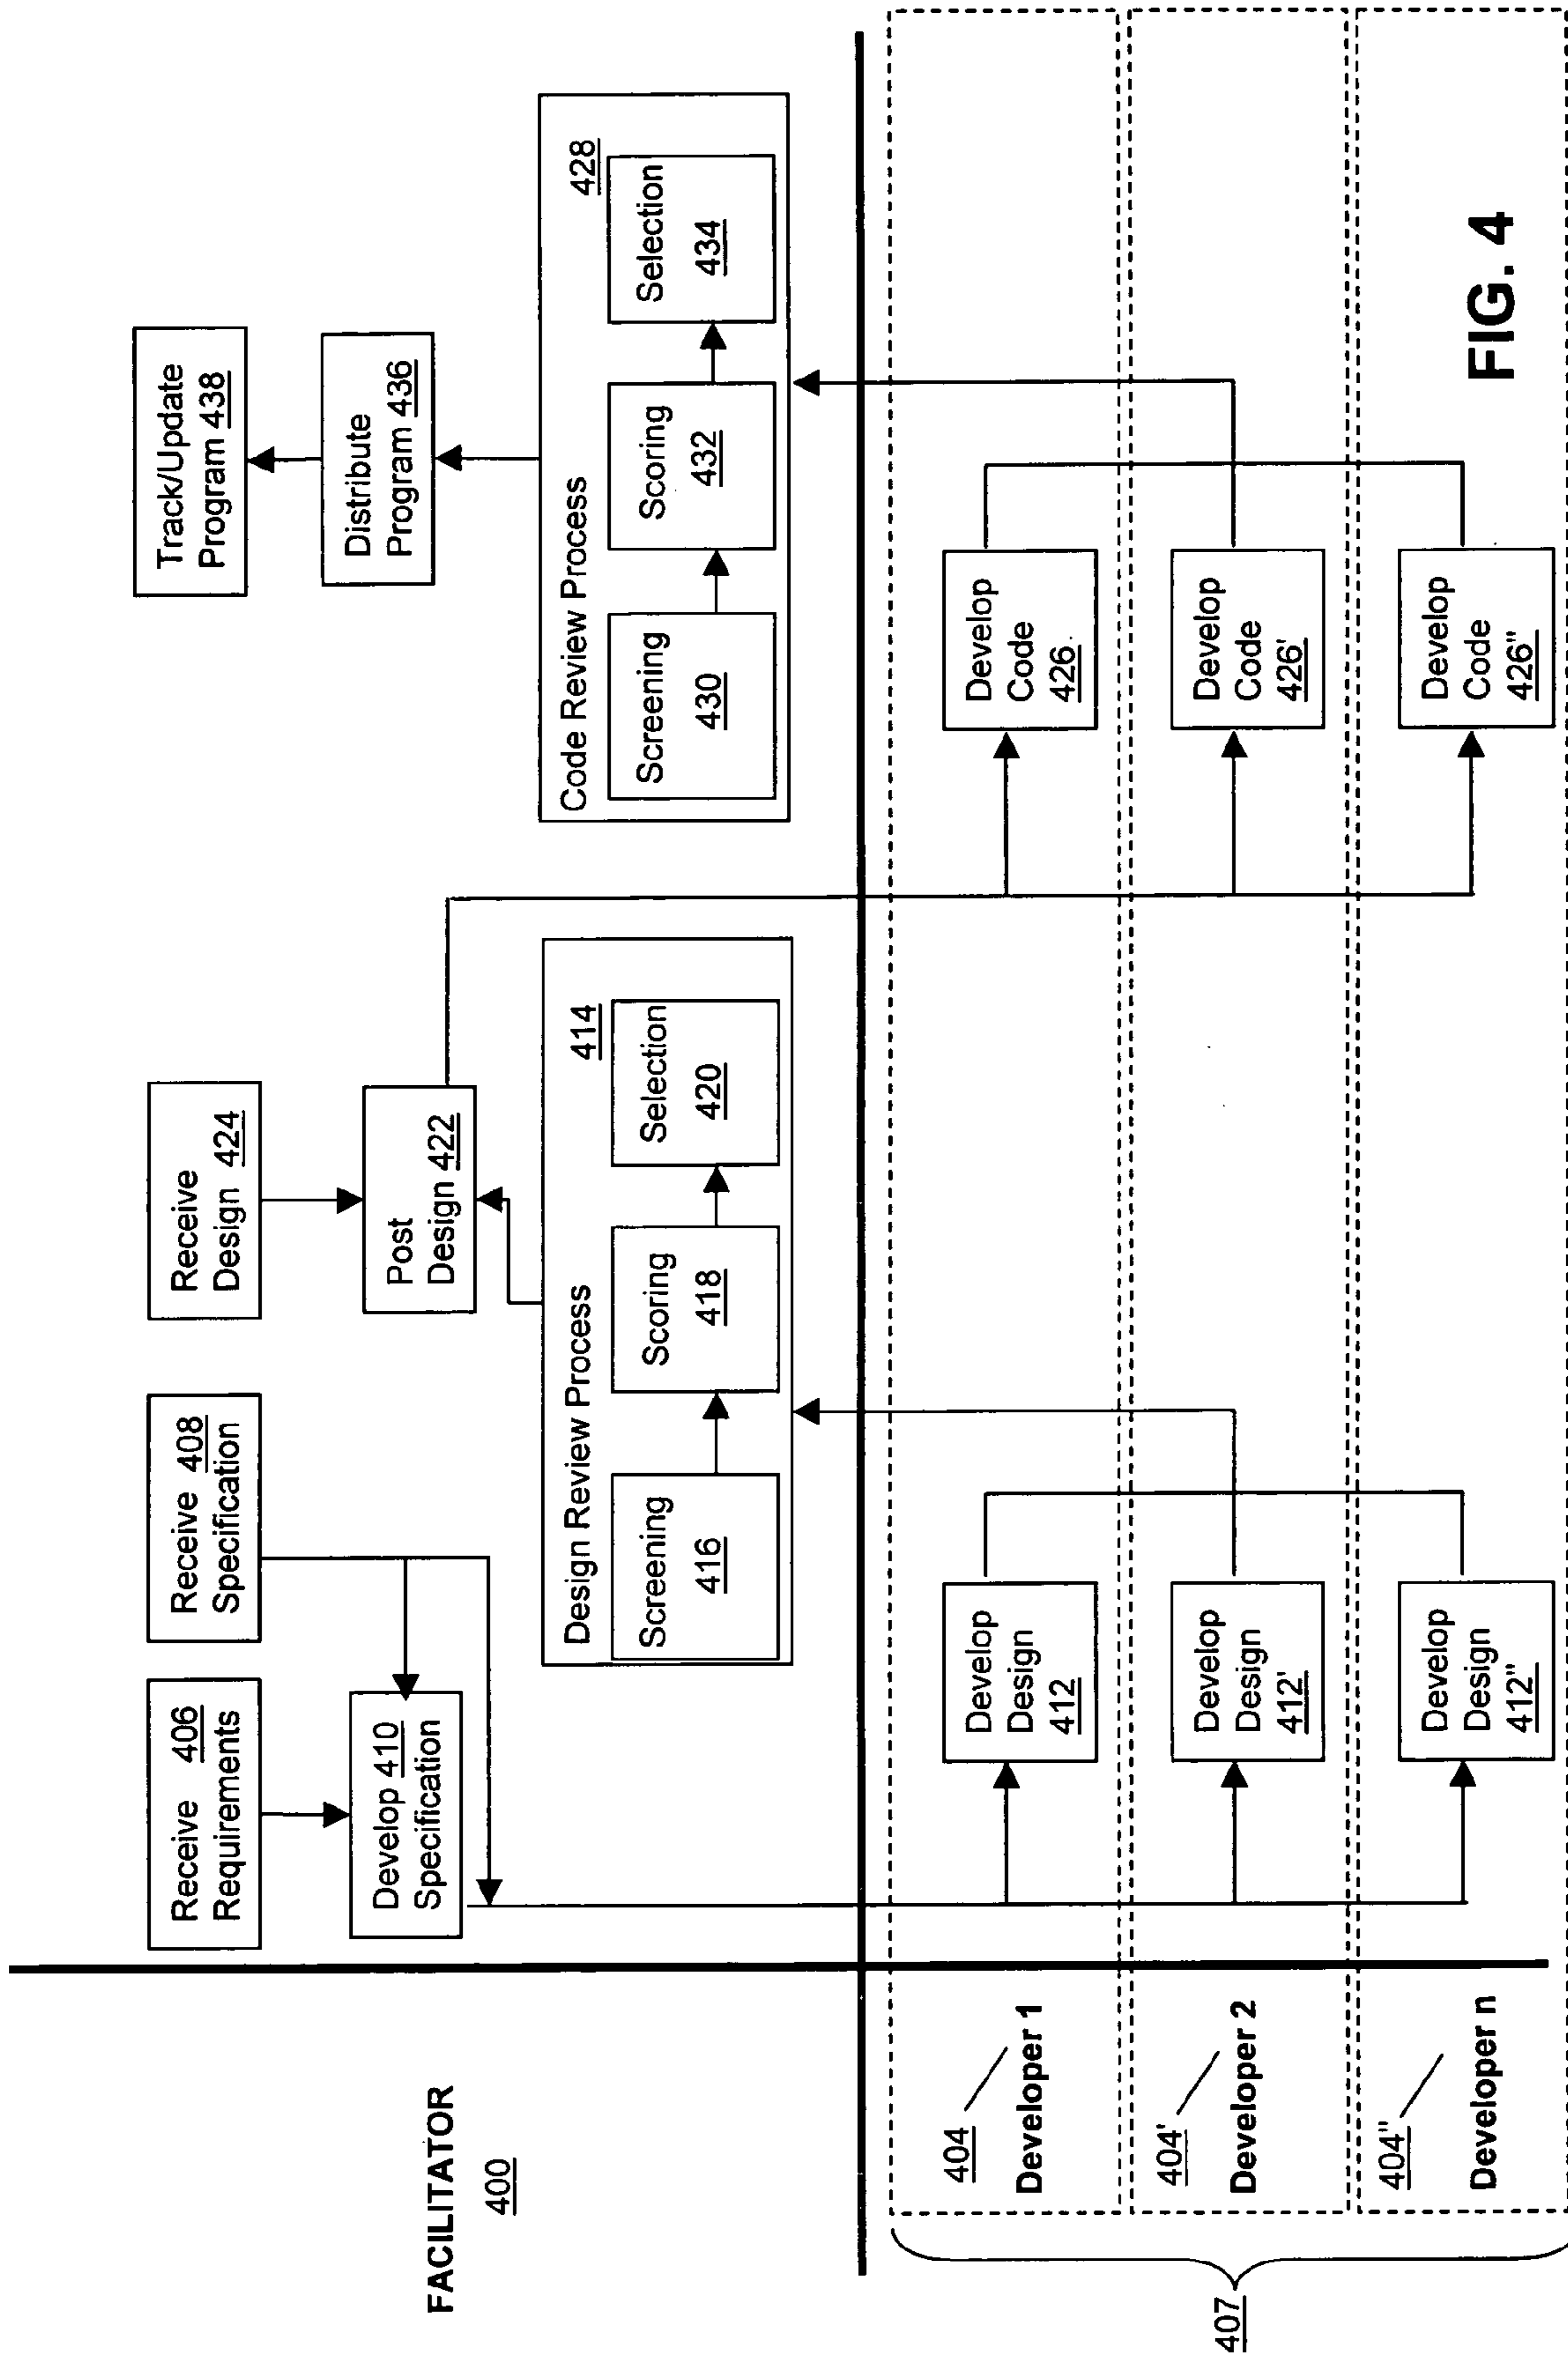 FACILITATOR
400
Receive 406
Requirements
Receive 408
Specification
Develop 410
Specification
Receive
Design 424
Post
Design 422
Track/Update
Program 438
Distribute
Program 436
Design Review Process
414
Screening
416
Scoring
418
Selection
420
Code Review Process
428
Screening
430
Scoring
432
Selection
434
407
404
Developer 1
Develop
Design
412
Develop
Code
426
404'
Developer 2
Develop
Design
412'
Develop
Code
426'
404"
Developer n
Develop
Design
412"
Develop
Code
426"
FIG. 4